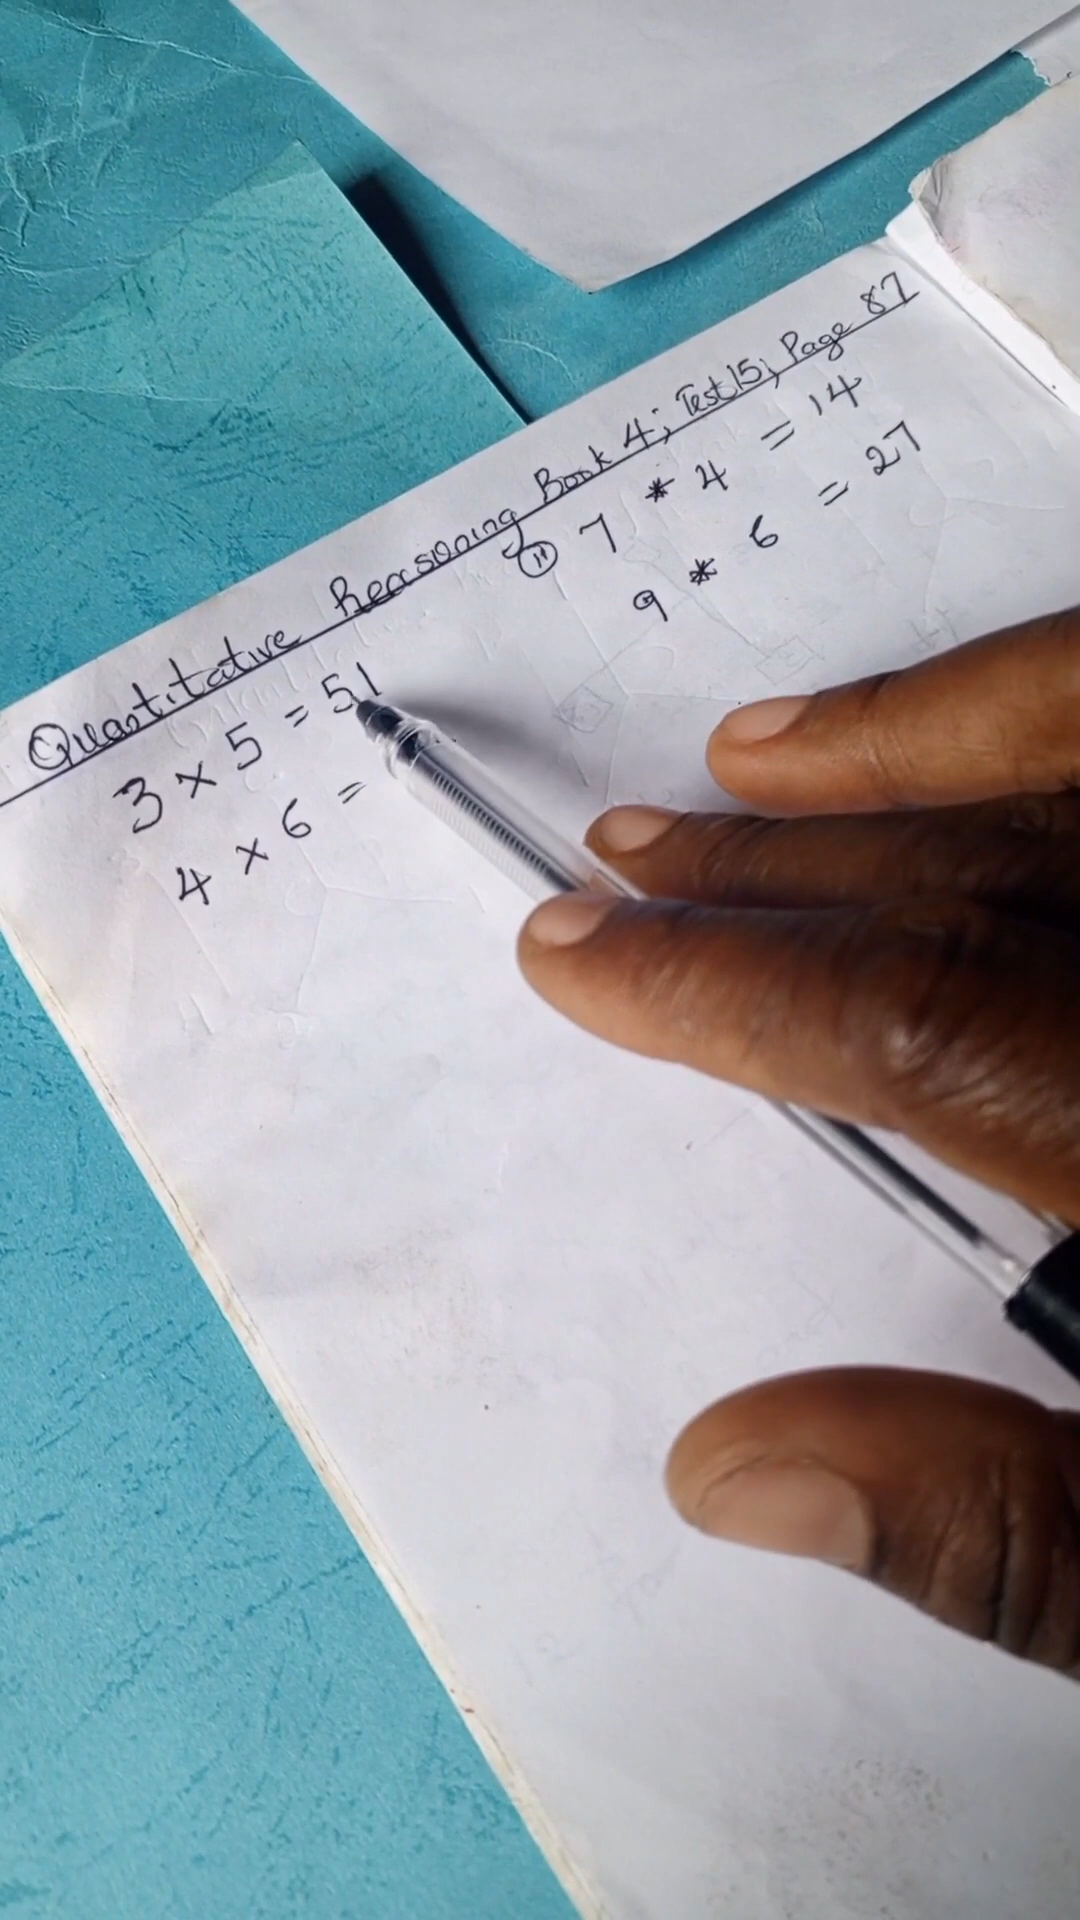 Quantitative Reasoning Book 4; Test 15; Page 87
3 × 5 = 51
4 × 6 =
11 7 * 4 = 14
9 * 6 = 27